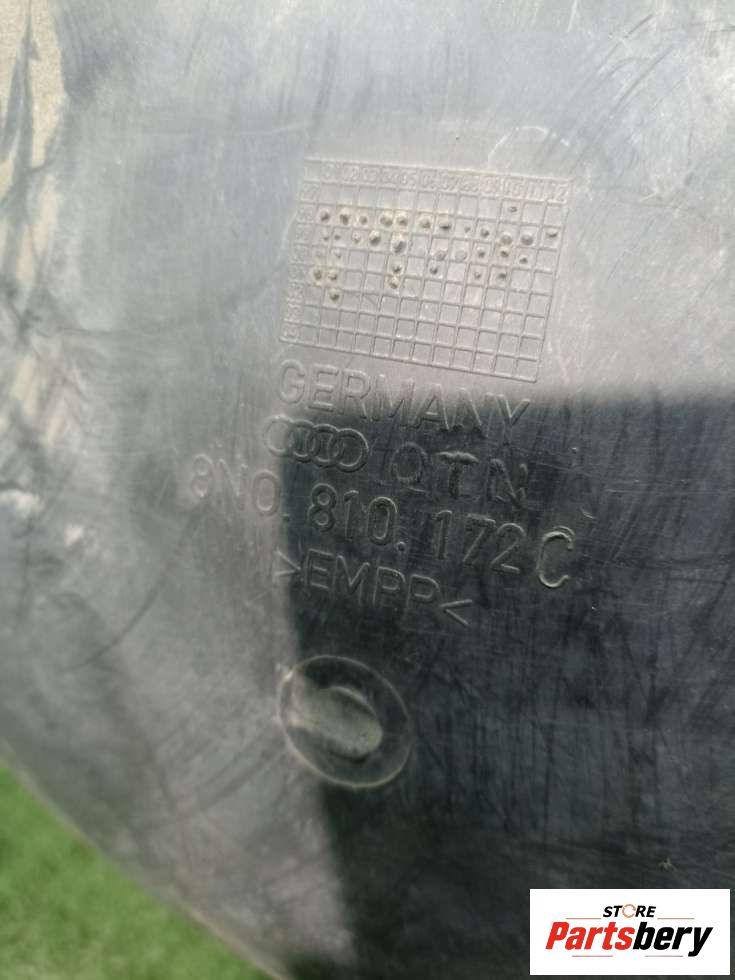 GERMANY
QTN
8N0. 810. 172C
>EMPP<
STORE
Partsbery